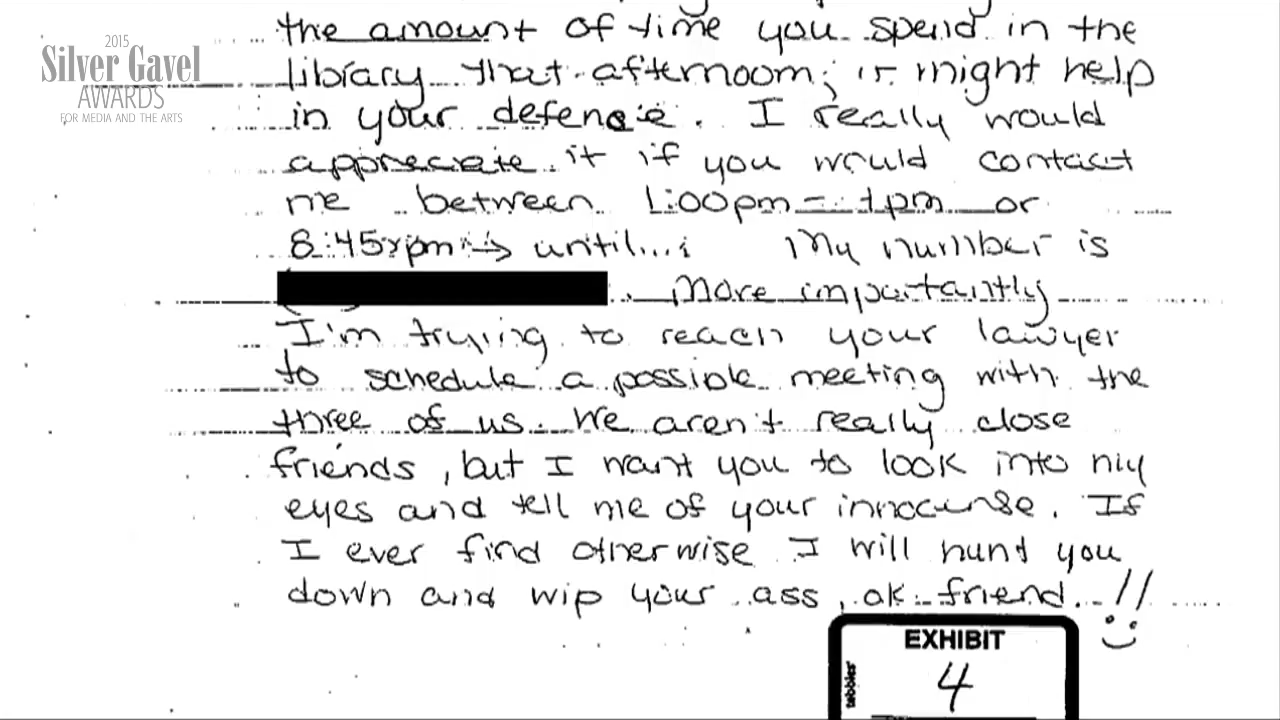 2015
Silver Gavel
AWARDS
FOR MEDIA AND THE ARTS
the amount of time you spend in the
library that afternoom; it might help
in your defence. I really would
appreciate it if you would contact
me between 1:00pm - 4pm or
8:45pm → until... My number is
More importantly
I'm trying to reach your lawyer
to schedule a possible meeting with the
three of us. We aren't really close
friends, but I want you to look into my
eyes and tell me of your innocense. If
I ever find otherwise I will hunt you
down and wip your ass, ok friend. !!
EXHIBIT
4
tabbies'